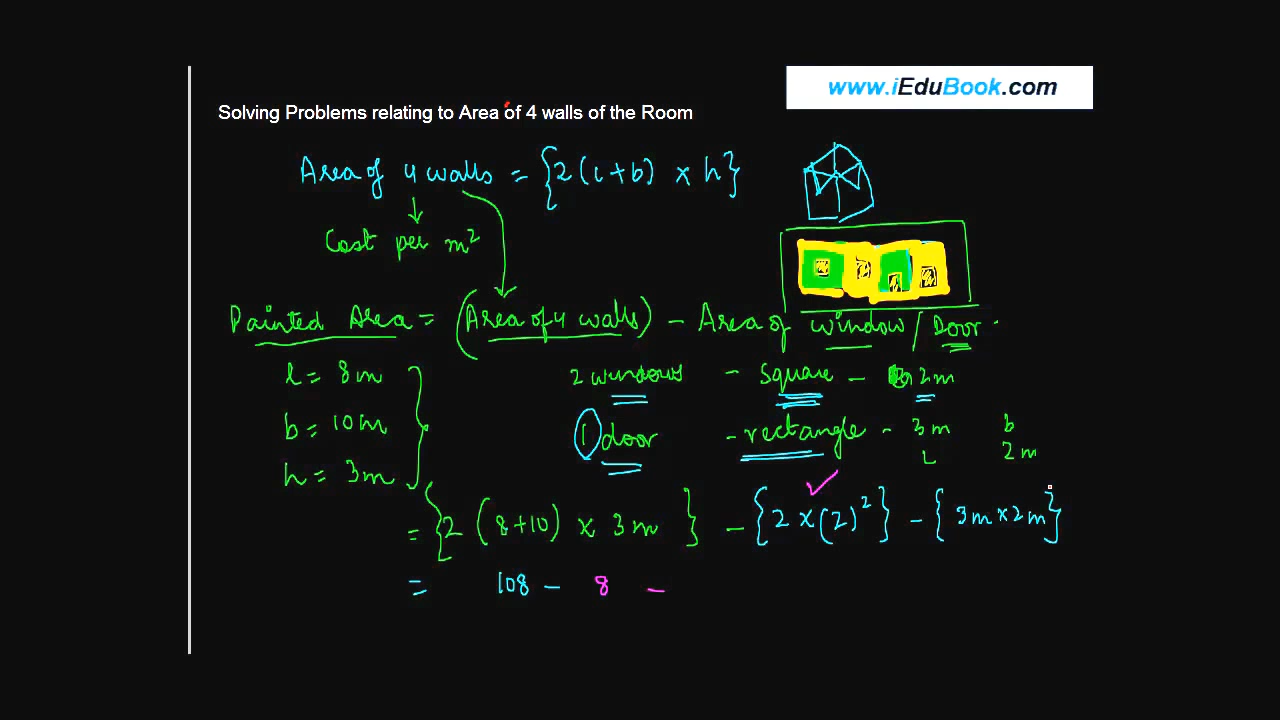 www.iEduBook.com
Solving Problems relating to Area of 4 walls of the Room
Area of 4 walls = {2(l+b) × h}
Cost per m²
Painted Area = (Area of 4 walls) - Area of window / Door
l = 8m
2 windows - square - 2m
b = 10m
1 door - rectangle - 3m b
L 2m
h = 3m
= {2 (8+10) × 3m } - {2 × (2)²} - {3m × 2m}
= 108 - 8 -